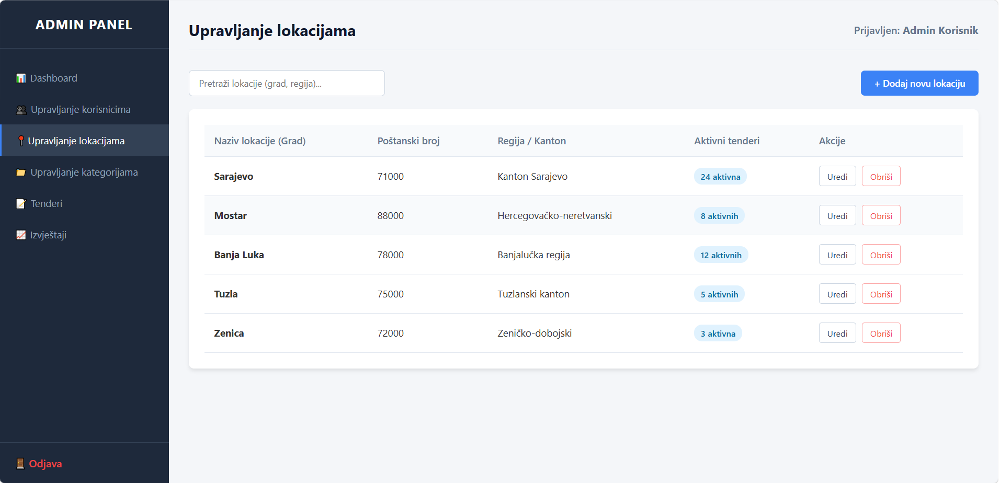 ADMIN PANEL
Dashboard
Upravljanje korisnicima
Upravljanje lokacijama
Upravljanje kategorijama
Tenderi
Izvještaji
Odjava
Upravljanje lokacijama
Prijavljen: Admin Korisnik
Pretraži lokacije (grad, regija)...
+ Dodaj novu lokaciju
Naziv lokacije (Grad) Poštanski broj Regija / Kanton Aktivni tenderi Akcije
Sarajevo 71000 Kanton Sarajevo 24 aktivna Uredi Obriši
Mostar 88000 Hercegovačko-neretvanski 8 aktivnih Uredi Obriši
Banja Luka 78000 Banjalučka regija 12 aktivnih Uredi Obriši
Tuzla 75000 Tuzlanski kanton 5 aktivnih Uredi Obriši
Zenica 72000 Zeničko-dobojski 3 aktivna Uredi Obriši